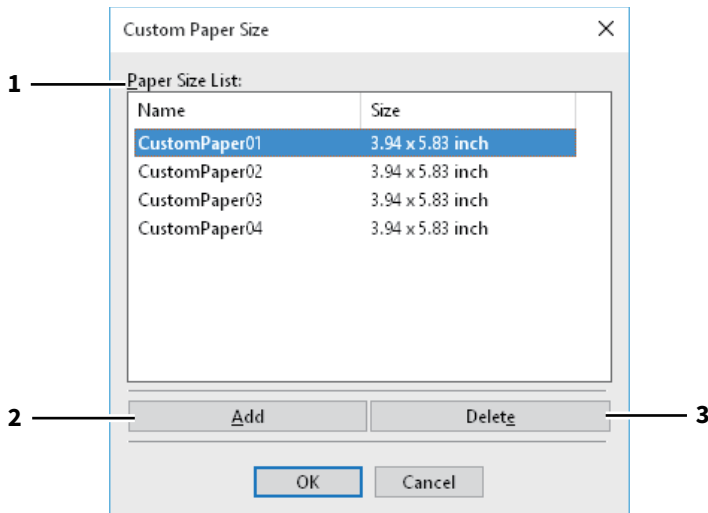 Custom Paper Size
1
Paper Size List:
Name Size
CustomPaper01 3.94 x 5.83 inch
CustomPaper02 3.94 x 5.83 inch
CustomPaper03 3.94 x 5.83 inch
CustomPaper04 3.94 x 5.83 inch
2 Add Delete 3
OK Cancel